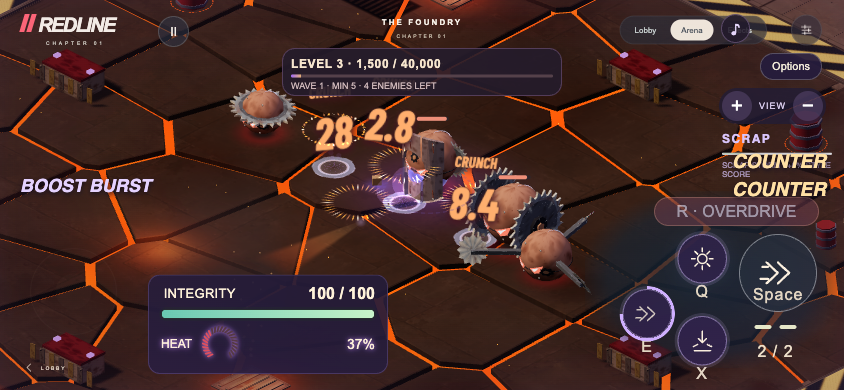 REDLINE
CHAPTER 01
THE FOUNDRY
CHAPTER 01
Lobby
Arena
Options
LEVEL 3 · 1,500 / 40,000
WAVE 1 · MIN 5 · 4 ENEMIES LEFT
+ VIEW −
SCRAP
SCORE
COUNTER
COUNTER
28
2.8
CRUNCH
8.4
BOOST BURST
R · OVERDRIVE
Q
Space
E
X
2 / 2
INTEGRITY
100 / 100
HEAT
37%
LOBBY